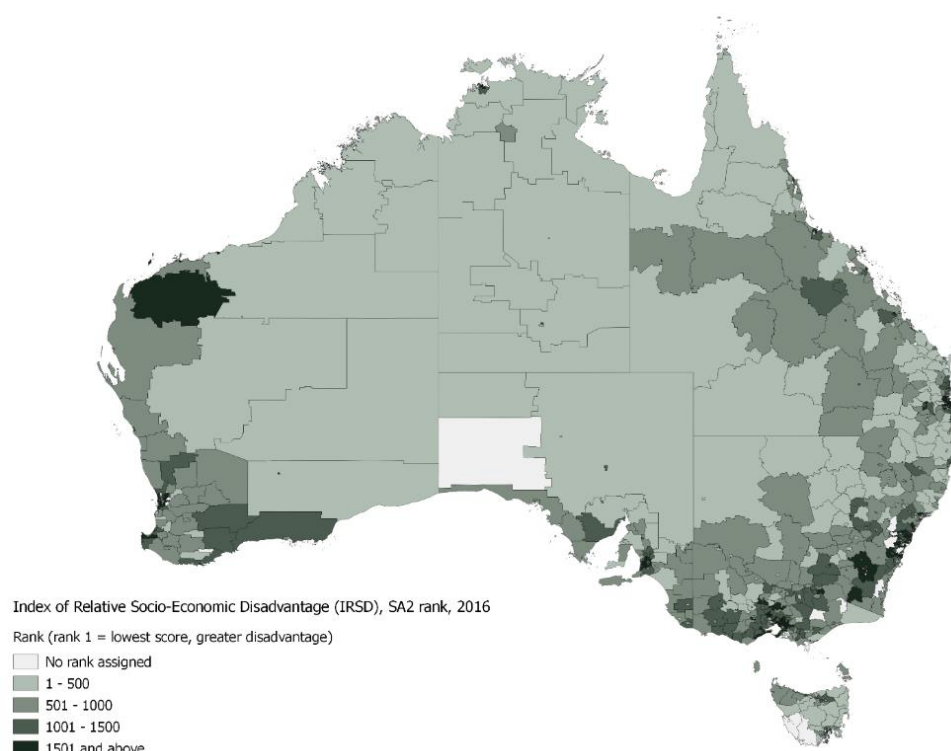 Index of Relative Socio-Economic Disadvantage (IRSD), SA2 rank, 2016
Rank (rank 1 = lowest score, greater disadvantage)
No rank assigned
1 - 500
501 - 1000
1001 - 1500
1501 and above